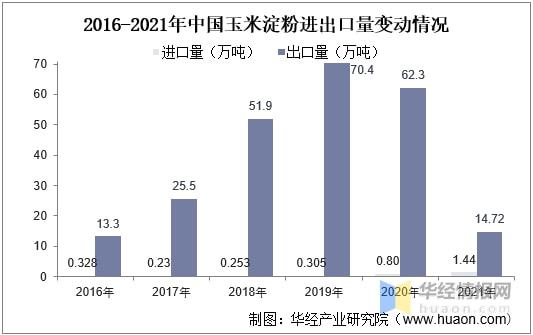 2016-2021年中国玉米淀粉进出口量变动情况
进口量（万吨） 出口量（万吨）
70
60
50
40
30
20
10
0
0.328 13.3
0.23 25.5
0.253 51.9
0.305 70.4
0.80 62.3
1.44 14.72
2016年 2017年 2018年 2019年 2020年 2021年
华经情报网
huaon.com
制图：华经产业研究院（www.huaon.com）